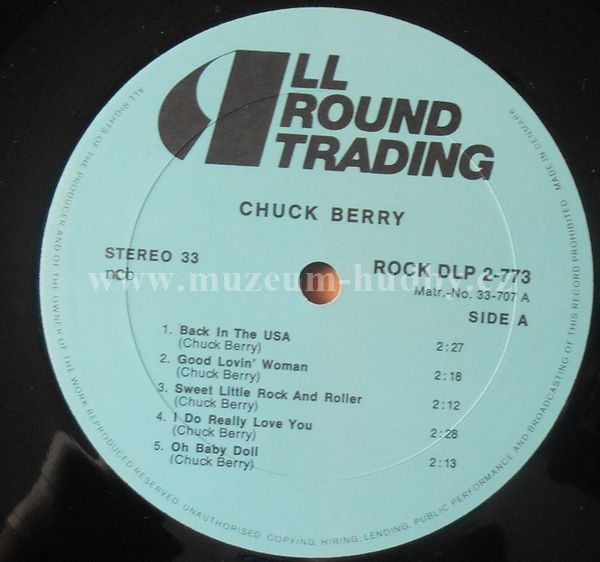 ALL
ROUND
TRADING
CHUCK BERRY
STEREO 33
ncb
ROCK DLP 2-773
Matr.-No. 33-707 A
SIDE A
www.muzeum-hudby.cz
1. Back In The USA 2:27
(Chuck Berry)
2. Good Lovin' Woman 2:18
(Chuck Berry)
3. Sweet Little Rock And Roller 2:12
(Chuck Berry)
4. I Do Really Love You 2:28
(Chuck Berry)
5. Oh Baby Doll 2:13
(Chuck Berry)
ALL RIGHTS OF THE PRODUCER AND OF THE OWNER OF THE WORK REPRODUCED RESERVED. UNAUTHORISED COPYING, HIRING, LENDING, PUBLIC PERFORMANCE AND BROADCASTING OF THIS RECORD PROHIBITED. MADE IN DENMARK